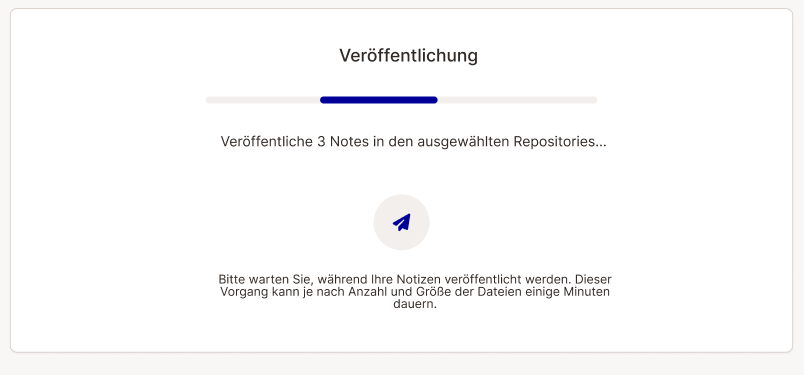 Veröffentlichung
Veröffentliche 3 Notes in den ausgewählten Repositories...
Bitte warten Sie, während Ihre Notizen veröffentlicht werden. Dieser
Vorgang kann je nach Anzahl und Größe der Dateien einige Minuten
dauern.